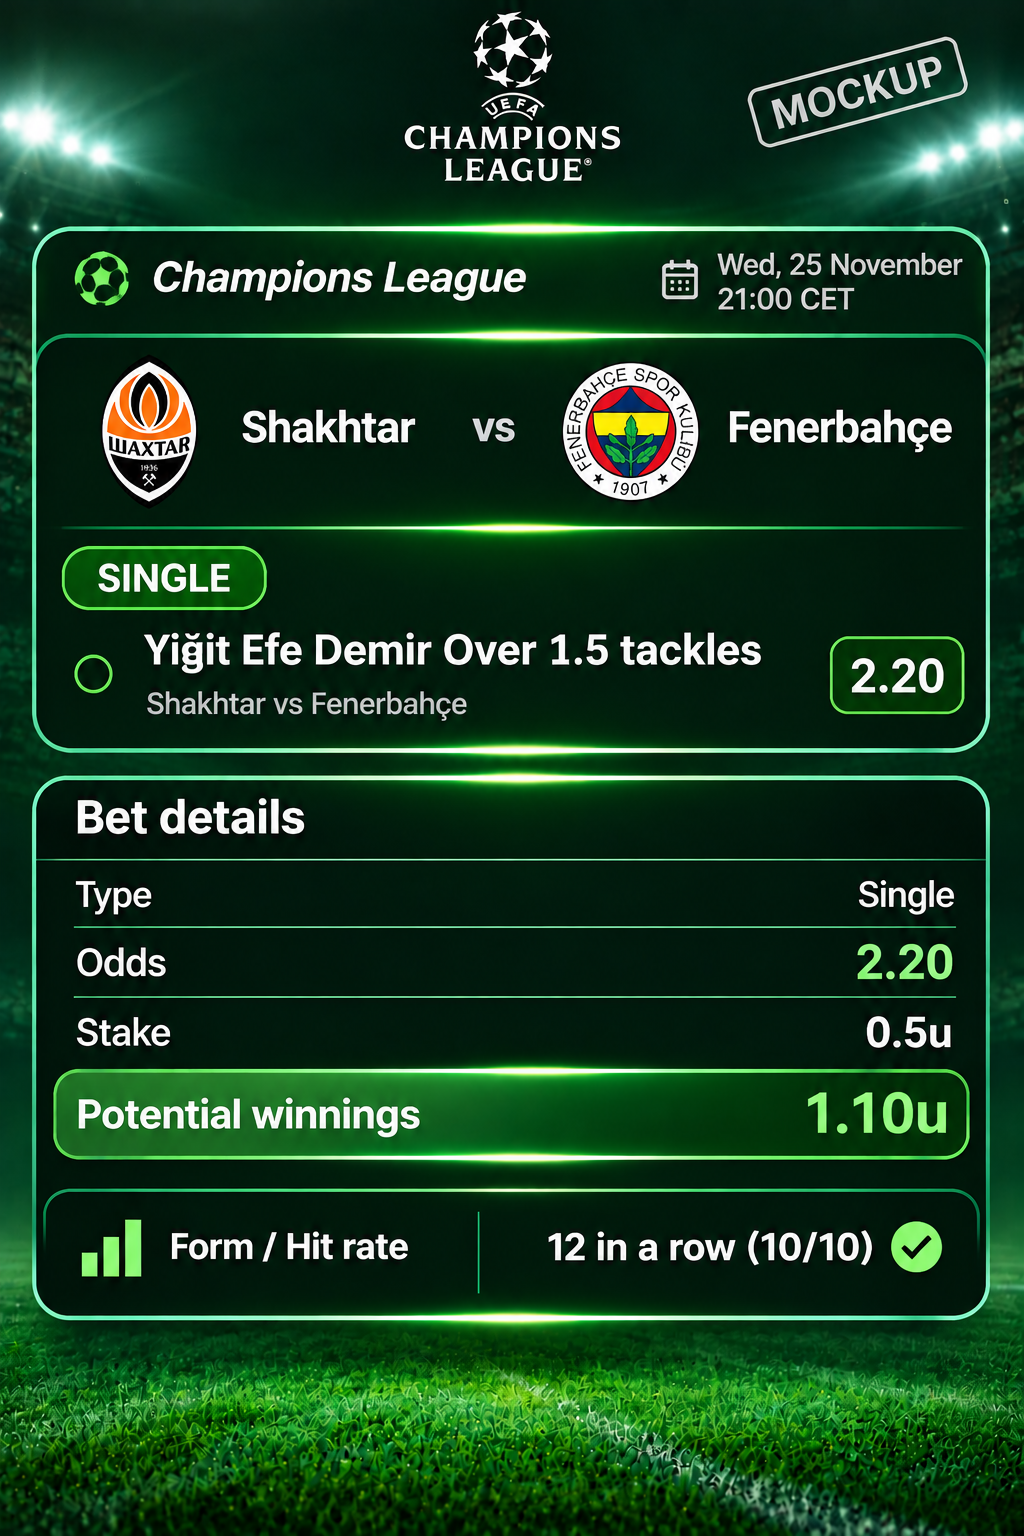 UEFA
CHAMPIONS
LEAGUE®
MOCKUP
Champions League
Wed, 25 November
21:00 CET
ШАХТАR
1936
Shakhtar
vs
FENERBAHÇE SPOR KULÜBÜ
1907
Fenerbahçe
SINGLE
Yiğit Efe Demir Over 1.5 tackles
Shakhtar vs Fenerbahçe
2.20
Bet details
Type Single
Odds 2.20
Stake 0.5u
Potential winnings 1.10u
Form / Hit rate 12 in a row (10/10)